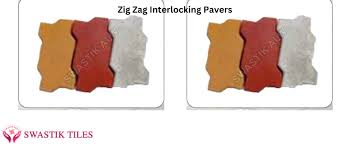 Zig Zag Interlocking Pavers
SWASTIK TILES